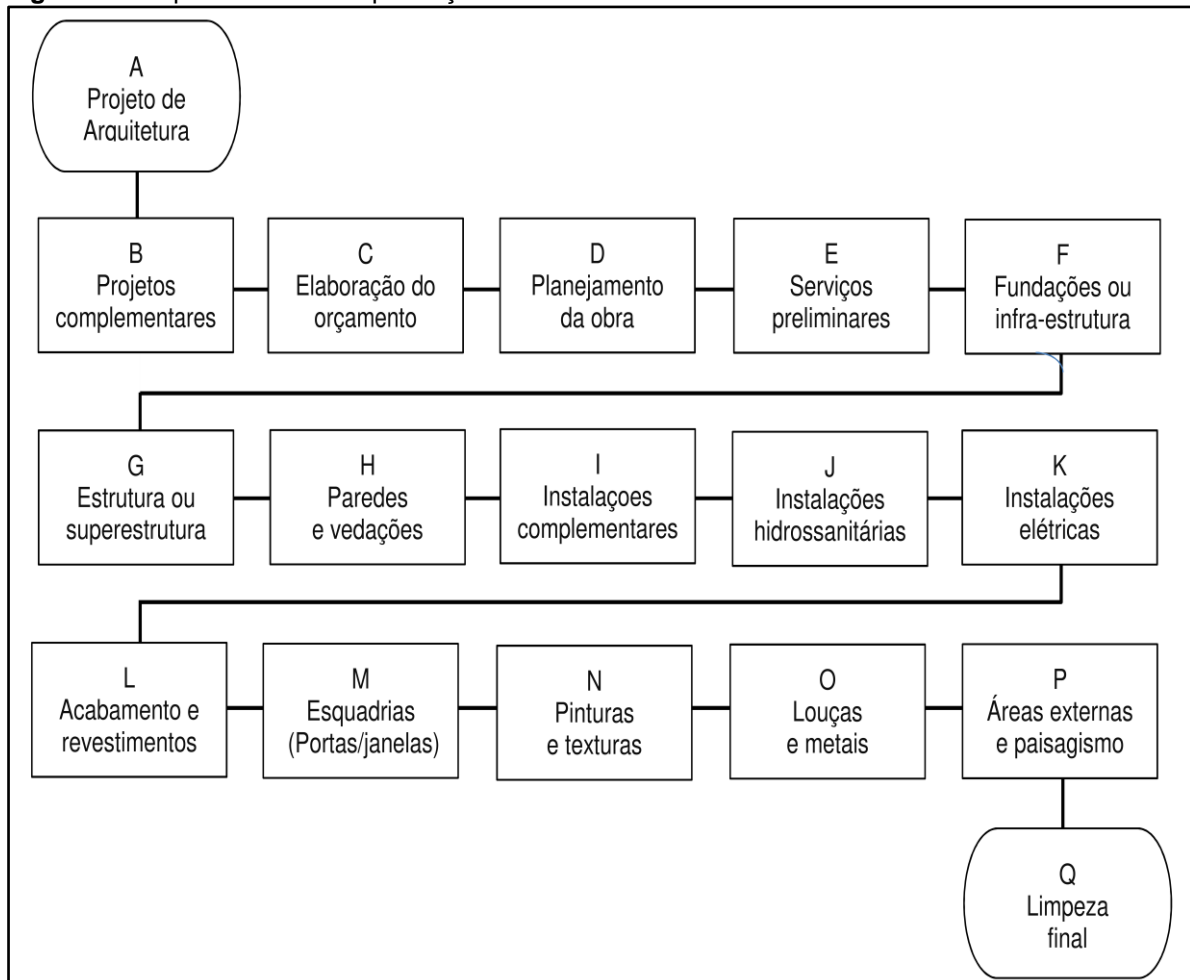 A
Projeto de
Arquitetura
B
Projetos
complementares
C
Elaboração do
orçamento
D
Planejamento
da obra
E
Serviços
preliminares
F
Fundações ou
infra-estrutura
G
Estrutura ou
superestrutura
H
Paredes
e vedações
I
Instalaçoes
complementares
J
Instalações
hidrossanitárias
K
Instalações
elétricas
L
Acabamento e
revestimentos
M
Esquadrias
(Portas/janelas)
N
Pinturas
e texturas
O
Louças
e metais
P
Áreas externas
e paisagismo
Q
Limpeza
final